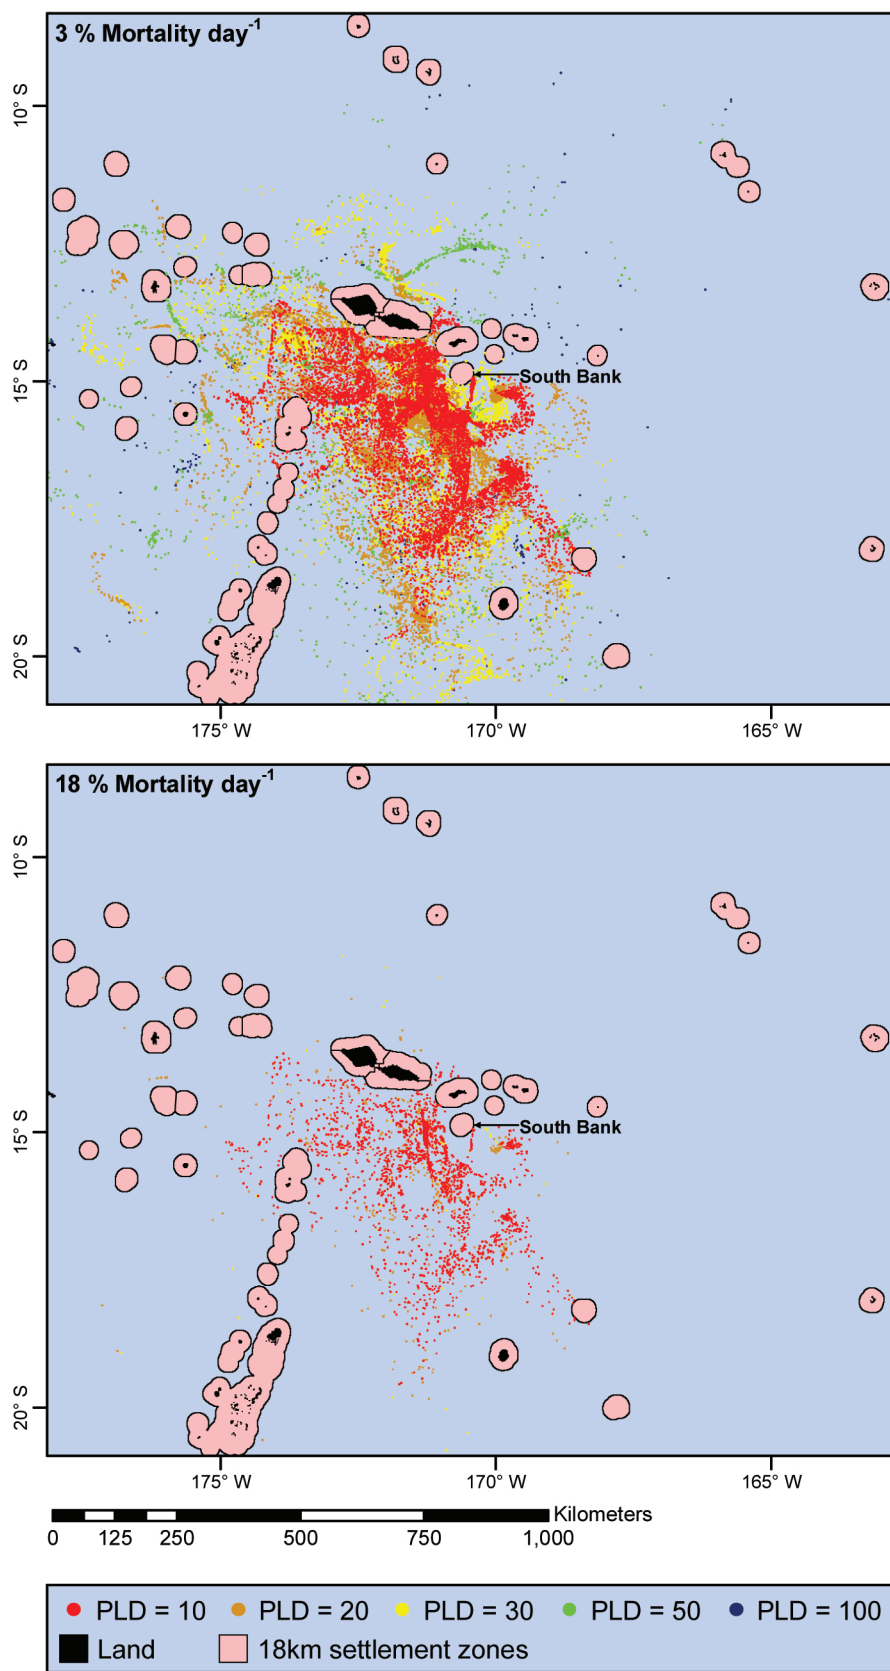 3 % Mortality day-1
10° S
15° S
South Bank
20° S
175° W 170° W 165° W
18 % Mortality day-1
10° S
15° S
South Bank
20° S
175° W 170° W 165° W
Kilometers
0 125 250 500 750 1,000
PLD = 10 PLD = 20 PLD = 30 PLD = 50 PLD = 100
Land 18km settlement zones